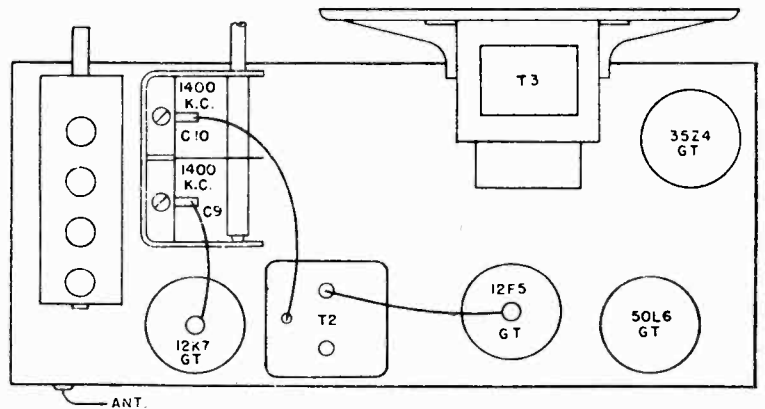 1400
K.C.
C10
1400
K.C.
C9
T3
35Z4
GT
12K7
GT
T2
12F5
GT
50L6
GT
ANT.